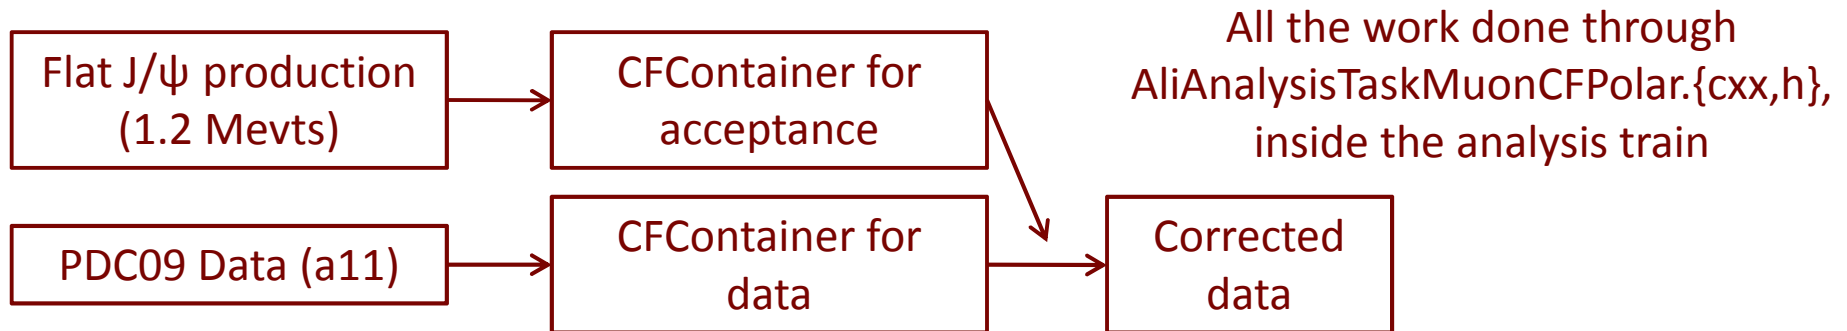 Flat J/ψ production
(1.2 Mevts)
CFContainer for
acceptance
All the work done through
AliAnalysisTaskMuonCFPolar.{cxx,h},
inside the analysis train
PDC09 Data (a11)
CFContainer for
data
Corrected
data